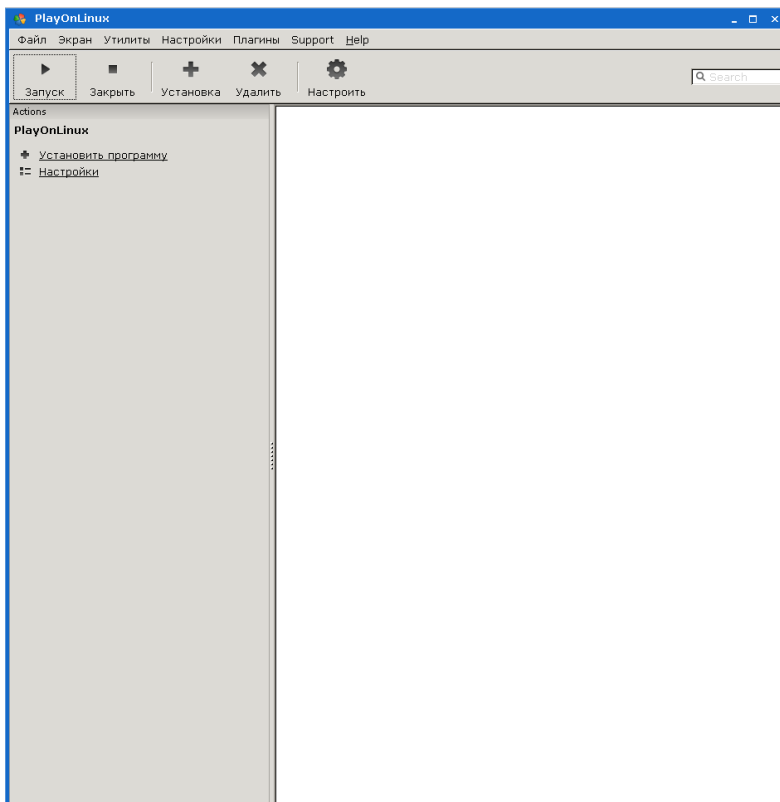 PlayOnLinux
Файл Экран Утилиты Настройки Плагины Support Help
Запуск Закрыть Установка Удалить Настроить
Search
Actions
PlayOnLinux
Установить программу
Настройки